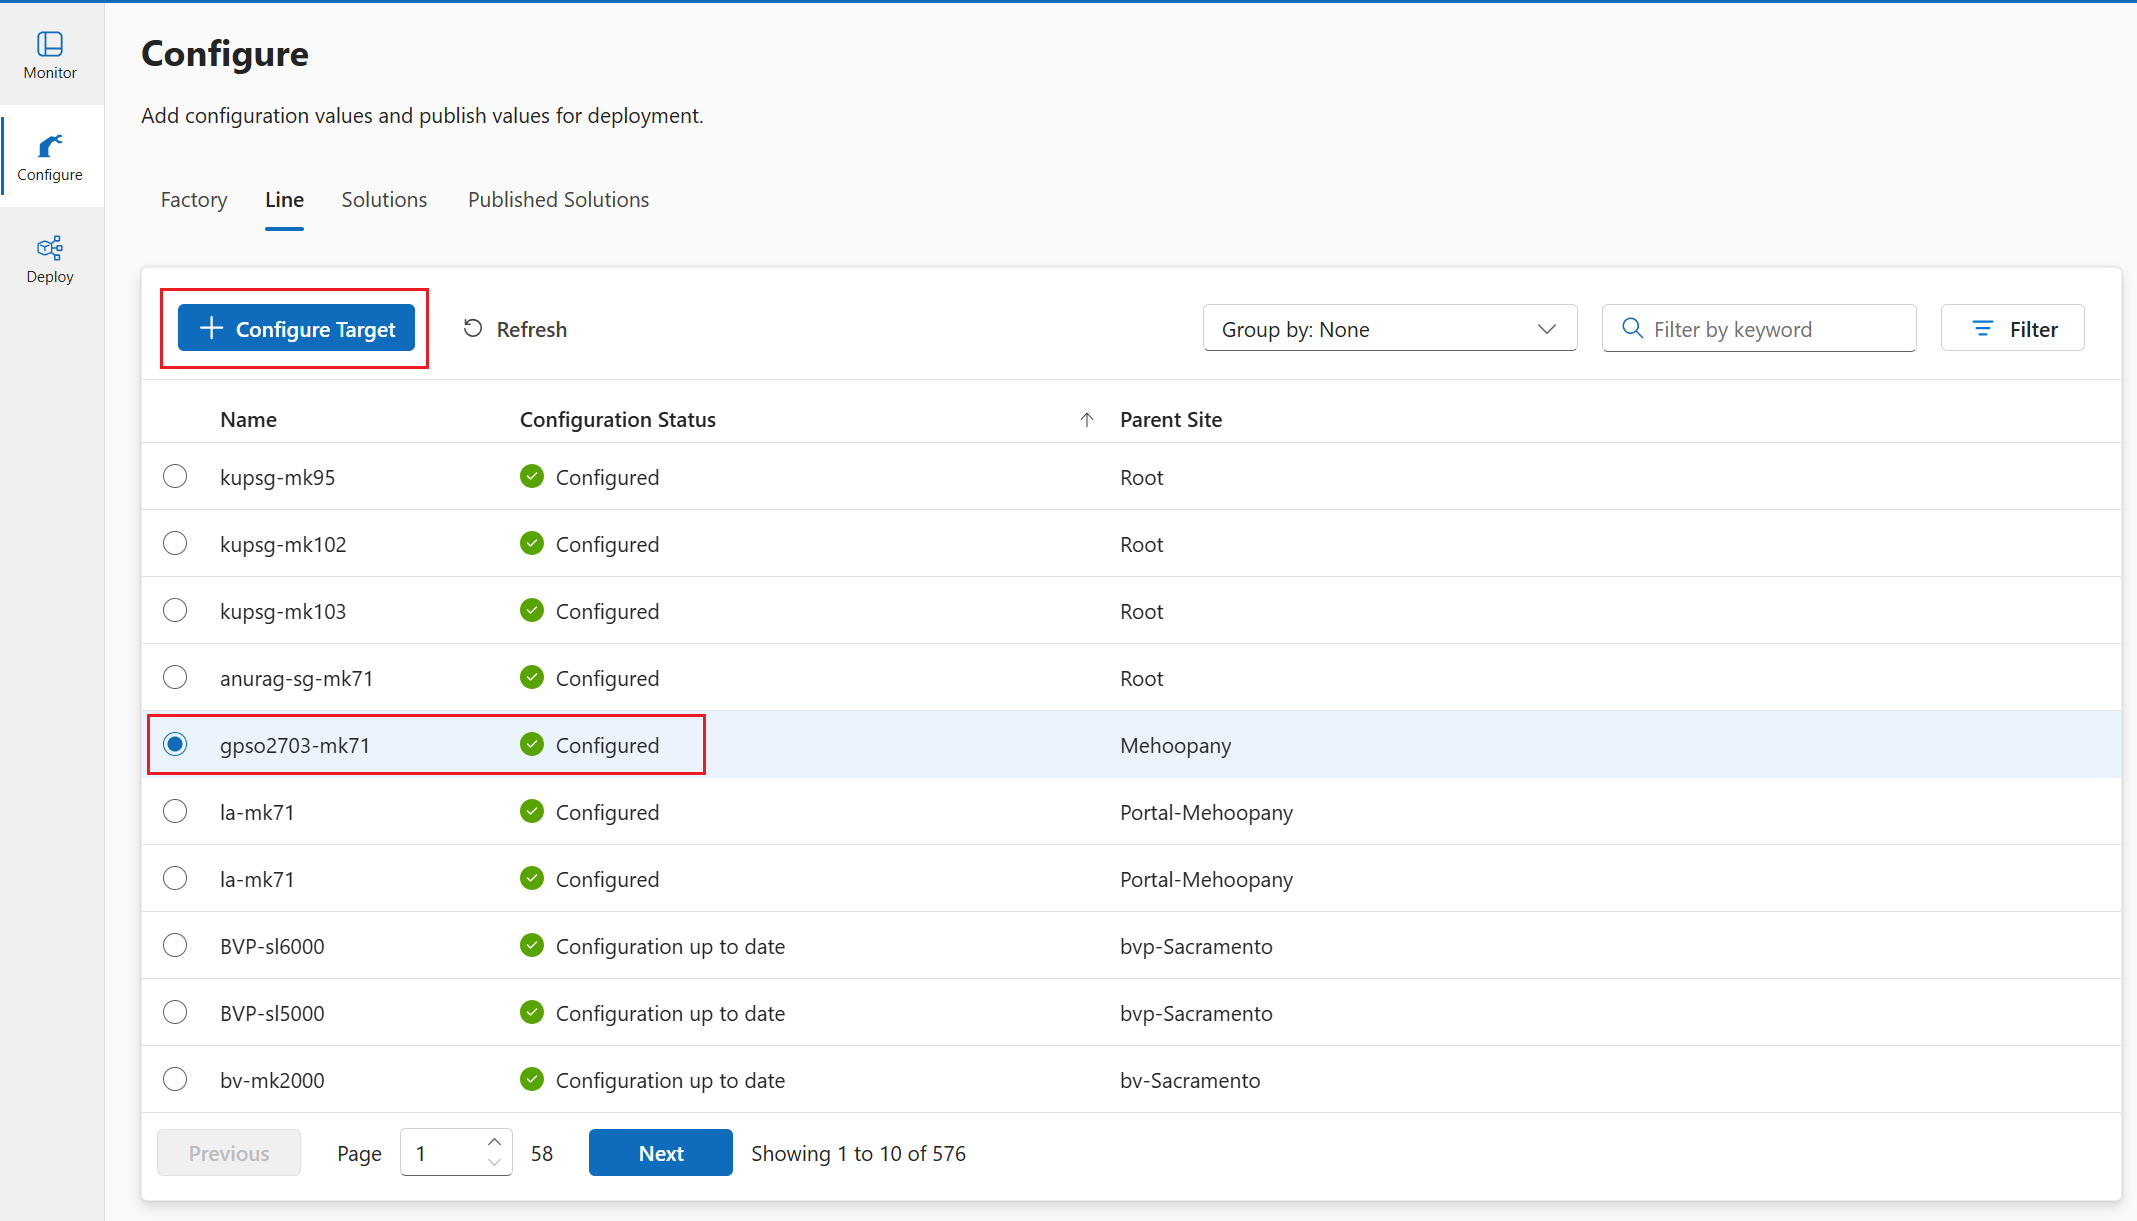 Monitor
Configure
Deploy
Configure
Add configuration values and publish values for deployment.
Factory Line Solutions Published Solutions
Configure Target Refresh Group by: None Filter by keyword Filter
Name Configuration Status Parent Site
kupsg-mk95 Configured Root
kupsg-mk102 Configured Root
kupsg-mk103 Configured Root
anurag-sg-mk71 Configured Root
gpso2703-mk71 Configured Mehoopany
la-mk71 Configured Portal-Mehoopany
la-mk71 Configured Portal-Mehoopany
BVP-sl6000 Configuration up to date bvp-Sacramento
BVP-sl5000 Configuration up to date bvp-Sacramento
bv-mk2000 Configuration up to date bv-Sacramento
Previous Page 1 58 Next Showing 1 to 10 of 576